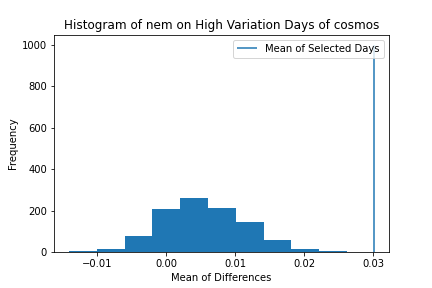 Histogram of nem on High Variation Days of cosmos
Mean of Selected Days
1000
800
600
400
200
0
Frequency
−0.01 0.00 0.01 0.02 0.03
Mean of Differences